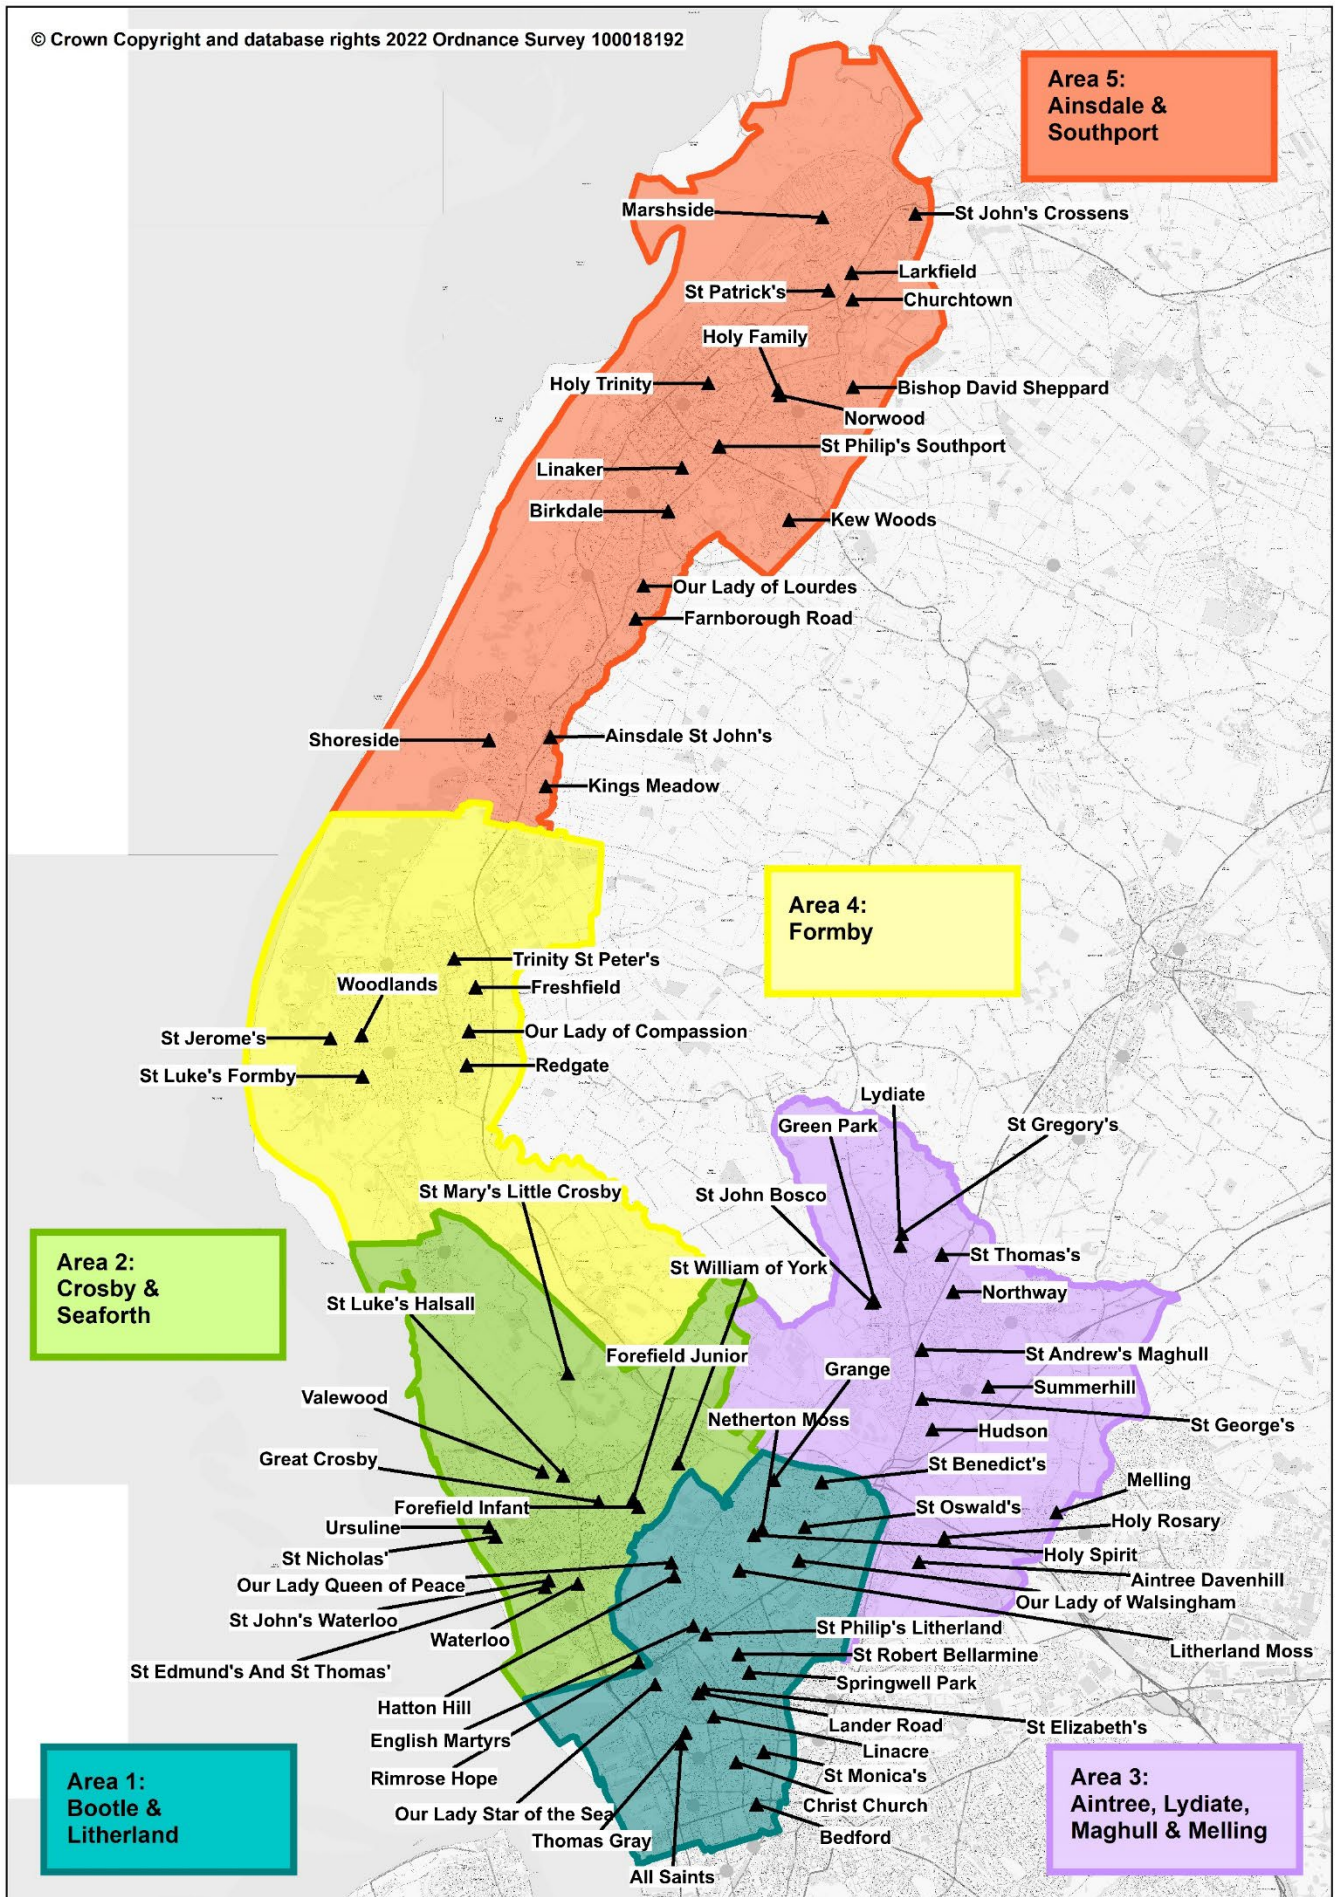 © Crown Copyright and database rights 2022 Ordnance Survey 100018192
Area 5:
Ainsdale &
Southport
Marshside
St John's Crossens
Larkfield
St Patrick's
Churchtown
Holy Family
Holy Trinity
Bishop David Sheppard
Norwood
St Philip's Southport
Linaker
Birkdale
Kew Woods
Our Lady of Lourdes
Farnborough Road
Shoreside
Ainsdale St John's
Kings Meadow
Area 4:
Formby
Trinity St Peter's
Woodlands
Freshfield
St Jerome's
Our Lady of Compassion
St Luke's Formby
Redgate
Lydiate
Green Park
St Gregory's
St Mary's Little Crosby
St John Bosco
Area 2:
Crosby &
Seaforth
St Thomas's
St William of York
Northway
St Luke's Halsall
Forefield Junior
St Andrew's Maghull
Grange
Summerhill
Valewood
Netherton Moss
St George's
Hudson
Great Crosby
St Benedict's
Melling
Forefield Infant
St Oswald's
Ursuline
Holy Rosary
St Nicholas'
Holy Spirit
Our Lady Queen of Peace
Aintree Davenhill
Our Lady of Walsingham
St John's Waterloo
St Philip's Litherland
Waterloo
Litherland Moss
St Robert Bellarmine
St Edmund's And St Thomas'
Springwell Park
Hatton Hill
Lander Road
St Elizabeth's
English Martyrs
Linacre
Rimrose Hope
St Monica's
Area 1:
Bootle &
Litherland
Area 3:
Aintree, Lydiate,
Maghull & Melling
Christ Church
Our Lady Star of the Sea
Bedford
Thomas Gray
All Saints